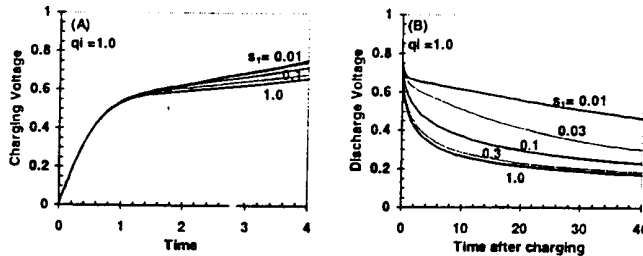 (A)
qi = 1.0
s₁= 0.01
0.1
1.0
Charging Voltage
1
0.8
0.6
0.4
0.2
0
0 1 2 3 4
Time
(B)
qi = 1.0
s₁= 0.01
0.03
0.1
0.3
1.0
Discharge Voltage
1
0.8
0.6
0.4
0.2
0
0 10 20 30 40
Time after charging